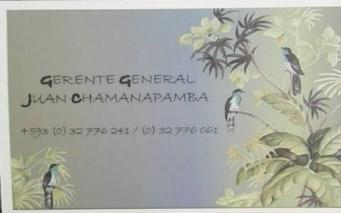 GERENTE GENERAL
JUAN CHAMANAPAMBA
+593 (0) 32 776 241 / (0) 32 776 061